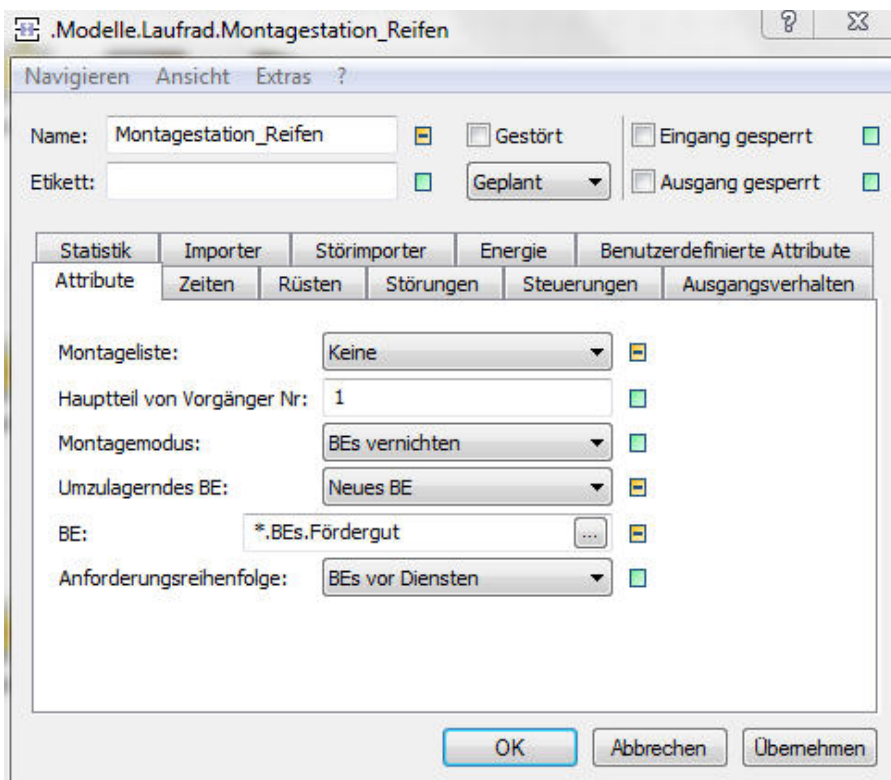 .Modelle.Laufrad.Montagestation_Reifen
?
Navigieren Ansicht Extras ?
Name: Montagestation_Reifen Gestört Eingang gesperrt
Etikett: Geplant Ausgang gesperrt
Statistik Importer Störimporter Energie Benutzerdefinierte Attribute
Attribute Zeiten Rüsten Störungen Steuerungen Ausgangsverhalten
Montageliste: Keine
Hauptteil von Vorgänger Nr: 1
Montagemodus: BEs vernichten
Umzulagerndes BE: Neues BE
BE: *.BEs.Fördergut ...
Anforderungsreihenfolge: BEs vor Diensten
OK Abbrechen Übernehmen